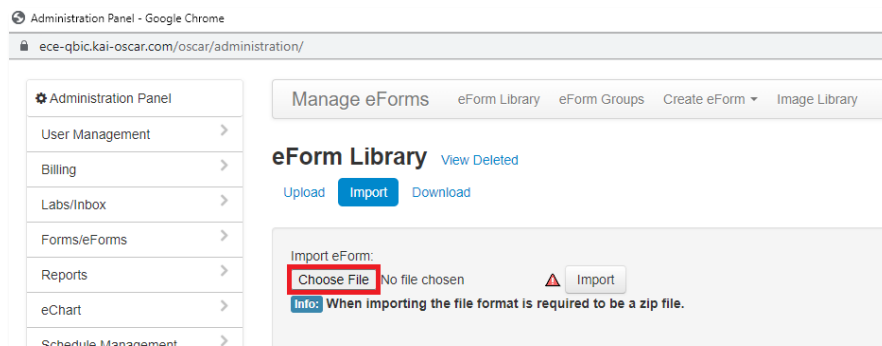 Administration Panel - Google Chrome
ece-qbic.kai-oscar.com/oscar/administration/
Administration Panel
User Management
Billing
Labs/Inbox
Forms/eForms
Reports
eChart
Schedule Management
Manage eForms eForm Library eForm Groups Create eForm Image Library
eForm Library View Deleted
Upload Import Download
Import eForm:
Choose File No file chosen Import
Info: When importing the file format is required to be a zip file.